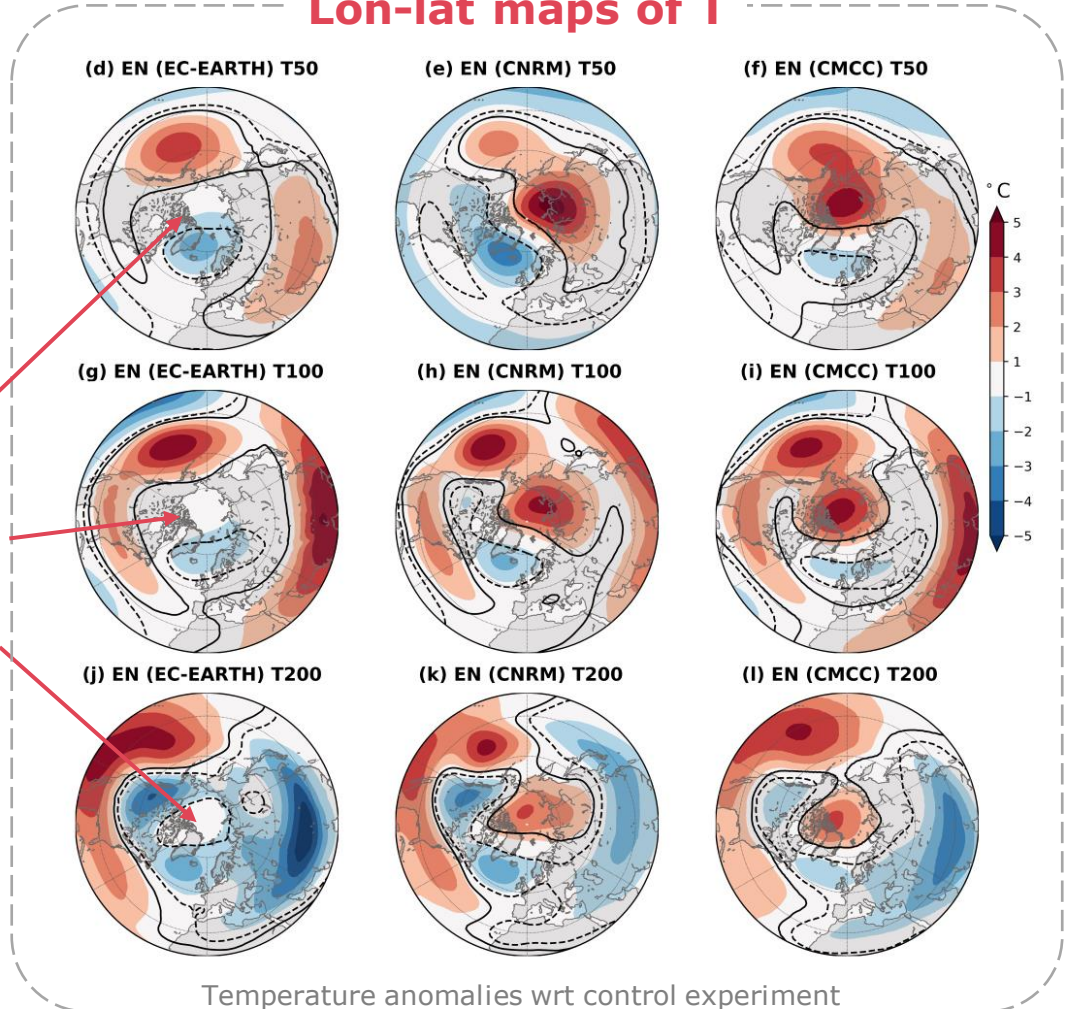 Lon-lat maps of T
(d) EN (EC-EARTH) T50
(e) EN (CNRM) T50
(f) EN (CMCC) T50
°C
5
4
3
2
1
−1
−2
−3
−4
−5
(g) EN (EC-EARTH) T100
(h) EN (CNRM) T100
(i) EN (CMCC) T100
(j) EN (EC-EARTH) T200
(k) EN (CNRM) T200
(l) EN (CMCC) T200
Temperature anomalies wrt control experiment